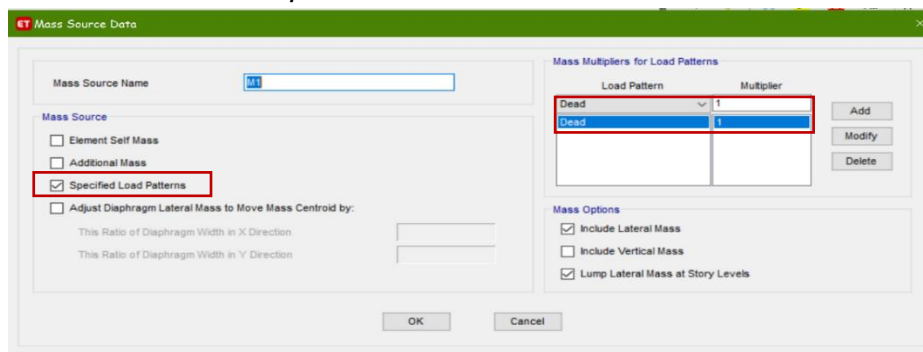 ET Mass Source Data
Mass Source Name M1
Mass Source
Element Self Mass
Additional Mass
Specified Load Patterns
Adjust Diaphragm Lateral Mass to Move Mass Centroid by:
This Ratio of Diaphragm Width in X Direction
This Ratio of Diaphragm Width in Y Direction
Mass Multipliers for Load Patterns
Load Pattern Multiplier
Dead 1
Dead 1
Add
Modify
Delete
Mass Options
Include Lateral Mass
Include Vertical Mass
Lump Lateral Mass at Story Levels
OK Cancel